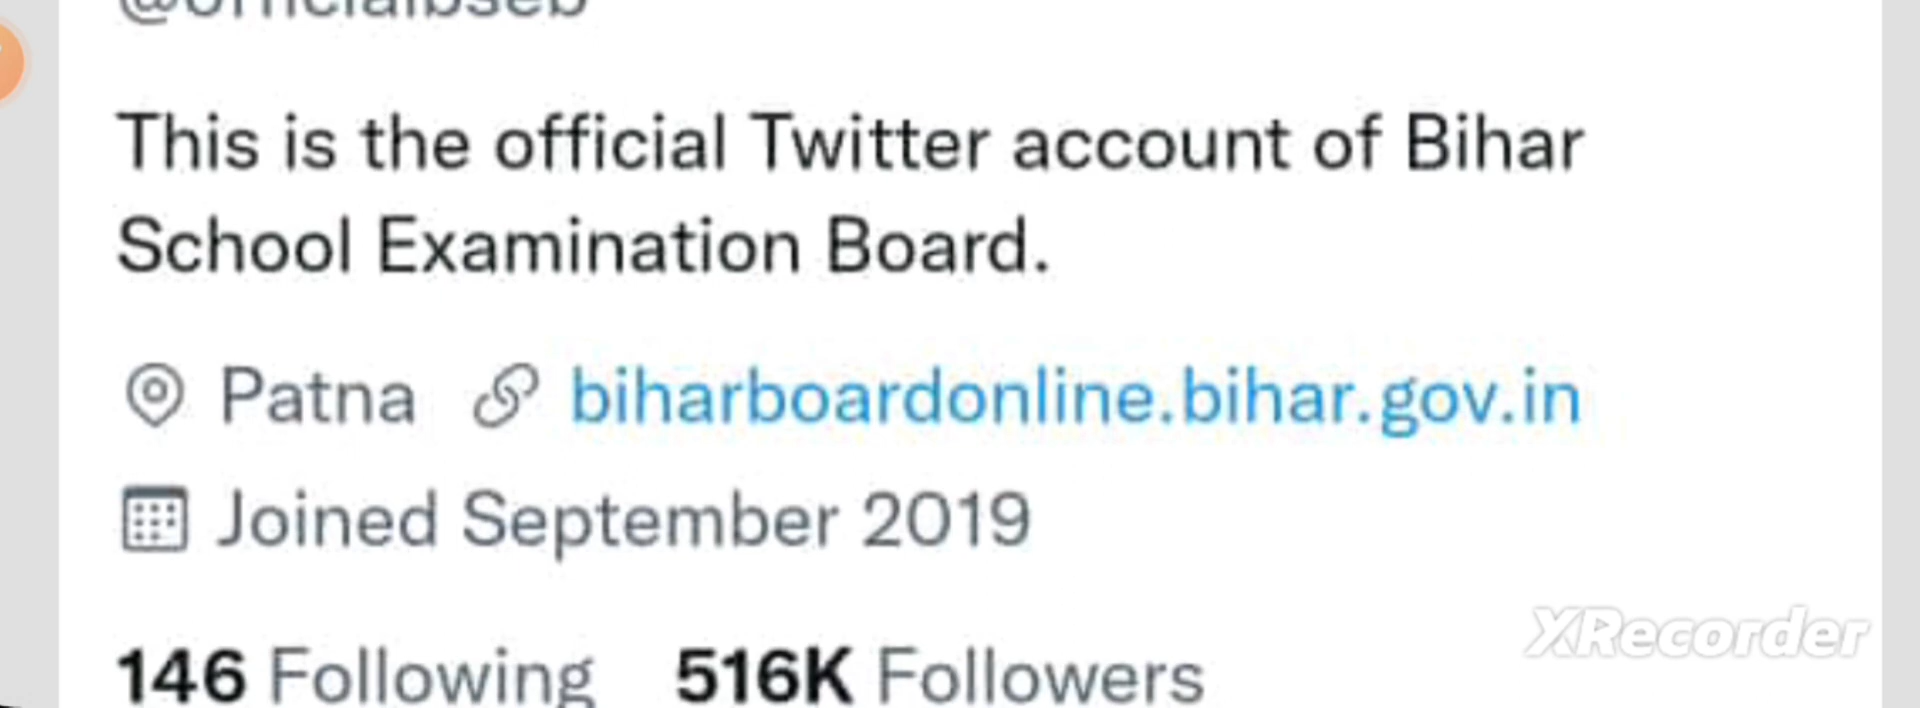 @officialbseb
This is the official Twitter account of Bihar
School Examination Board.
Patna biharboardonline.bihar.gov.in
Joined September 2019
146 Following 516K Followers
XRecorder